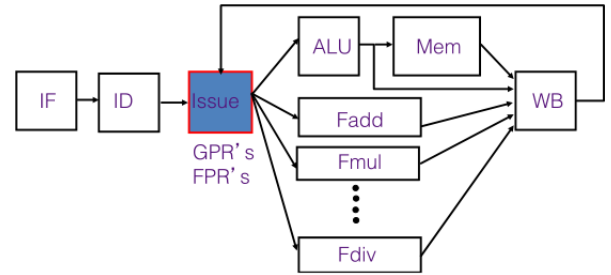 IF
ID
Issue
GPR's
FPR's
ALU
Mem
Fadd
Fmul
Fdiv
WB